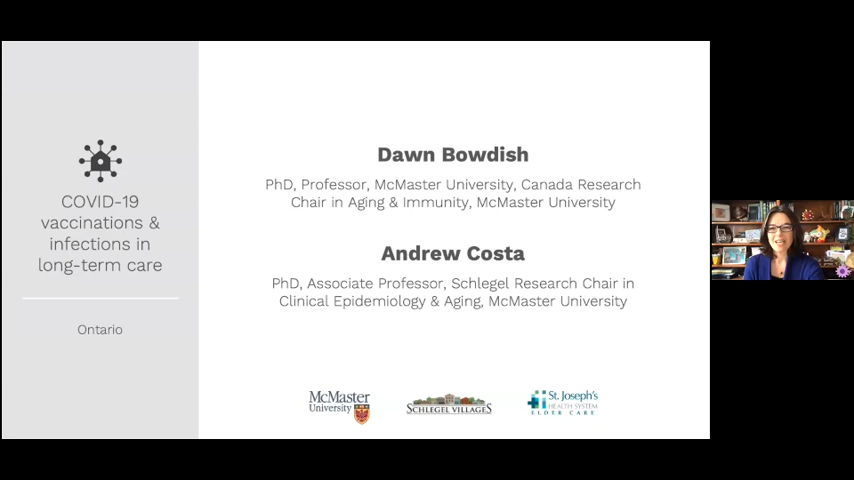 COVID-19
vaccinations &
infections in
long-term care
Ontario
Dawn Bowdish
PhD, Professor, McMaster University, Canada Research
Chair in Aging & Immunity, McMaster University
Andrew Costa
PhD, Associate Professor, Schlegel Research Chair in
Clinical Epidemiology & Aging, McMaster University
McMaster
University
SCHLEGEL VILLAGES
St. Joseph's
HEALTH SYSTEM
ELDER CARE